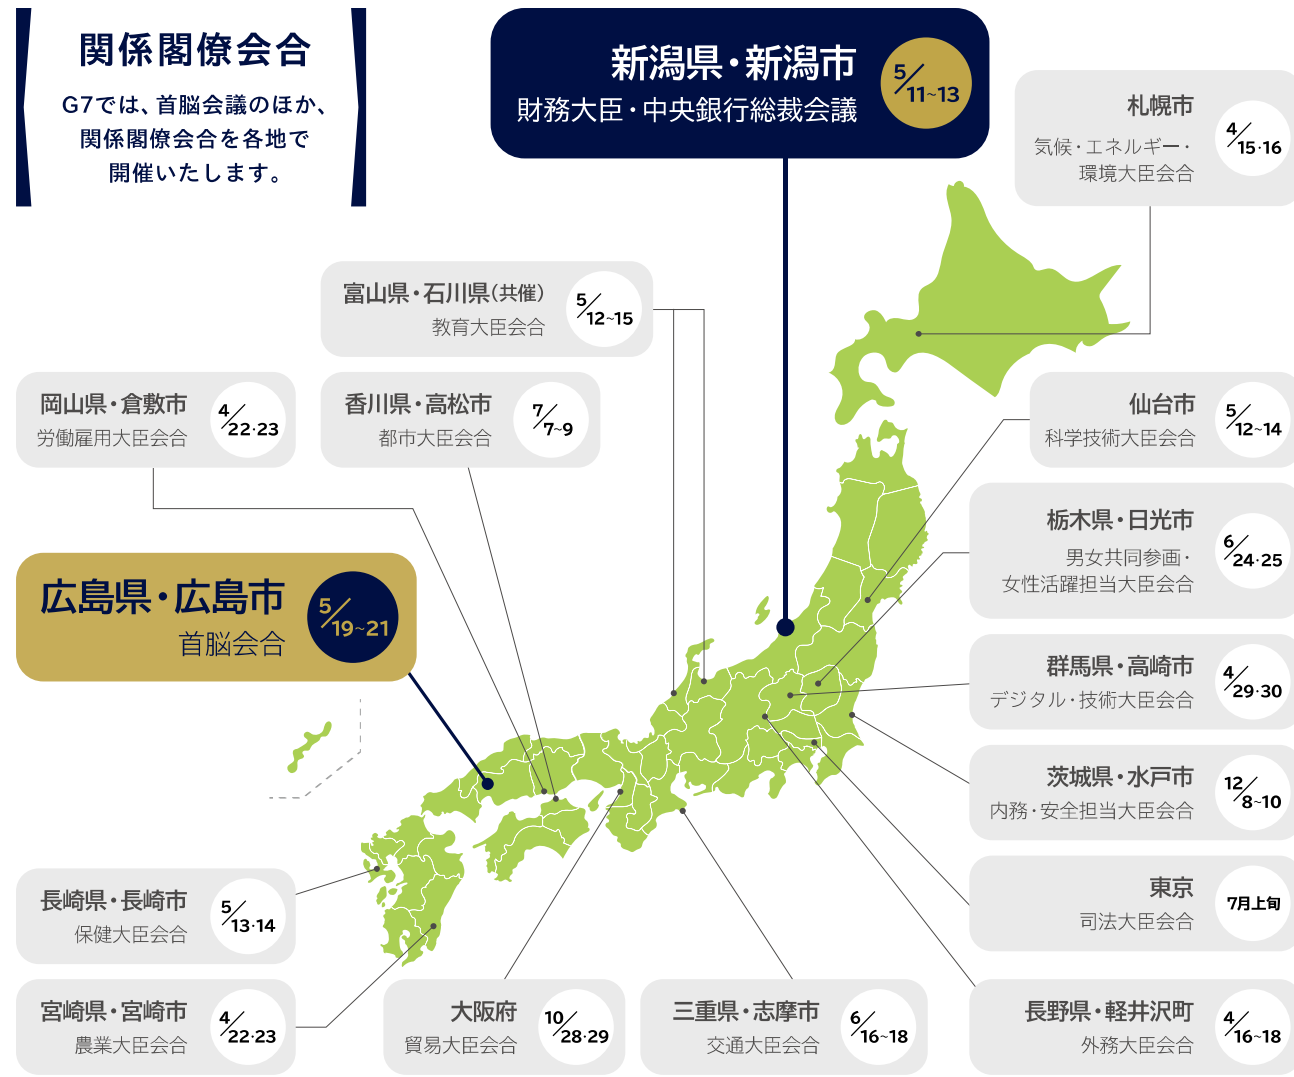 関係閣僚会合
G7では、首脳会議のほか、
関係閣僚会合を各地で
開催いたします。
新潟県・新潟市
財務大臣・中央銀行総裁会議
5/11~13
札幌市
気候・エネルギー・
環境大臣会合
4/15·16
富山県・石川県(共催)
教育大臣会合
5/12~15
岡山県・倉敷市
労働雇用大臣会合
4/22·23
香川県・高松市
都市大臣会合
7/7~9
仙台市
科学技術大臣会合
5/12~14
栃木県・日光市
男女共同参画・
女性活躍担当大臣会合
6/24·25
広島県・広島市
首脳会合
5/19~21
群馬県・高崎市
デジタル・技術大臣会合
4/29·30
茨城県・水戸市
内務・安全担当大臣会合
12/8~10
長崎県・長崎市
保健大臣会合
5/13·14
東京
司法大臣会合
7月上旬
宮崎県・宮崎市
農業大臣会合
4/22·23
大阪府
貿易大臣会合
10/28·29
三重県・志摩市
交通大臣会合
6/16~18
長野県・軽井沢町
外務大臣会合
4/16~18